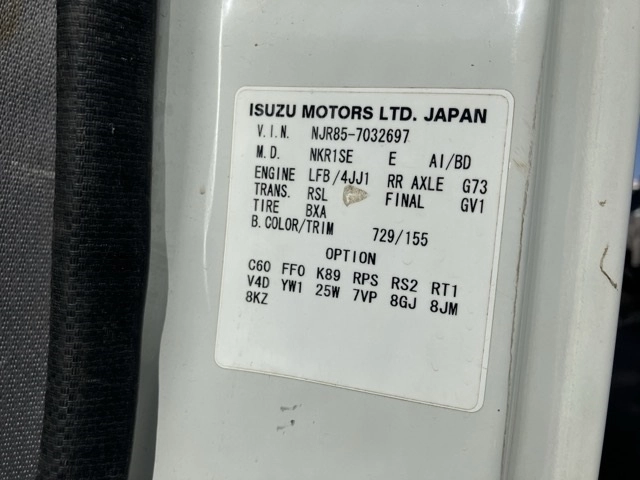 ISUZU MOTORS LTD. JAPAN
V.I.N. NJR85-7032697
M.D. NKR1SE E AI/BD
ENGINE LFB/4JJ1 RR AXLE G73
TRANS. RSL FINAL GV1
TIRE BXA
B.COLOR/TRIM 729/155
OPTION
C60 FF0 K89 RPS RS2 RT1
V4D YW1 25W 7VP 8GJ 8JM
8KZ